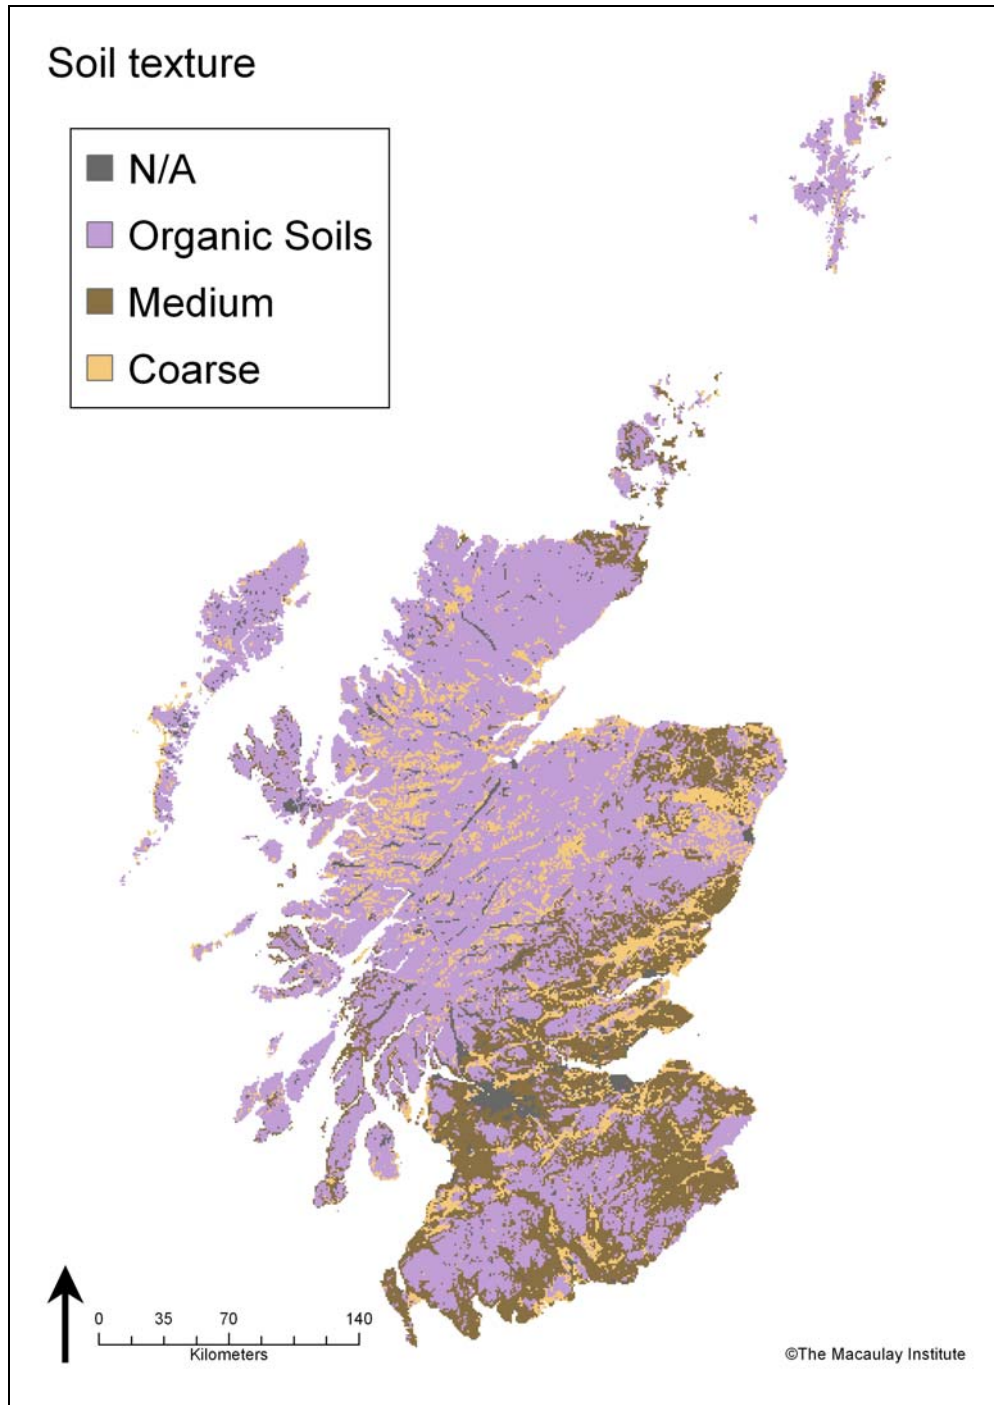 Soil texture
N/A
Organic Soils
Medium
Coarse
0 35 70 140
Kilometers
©The Macaulay Institute